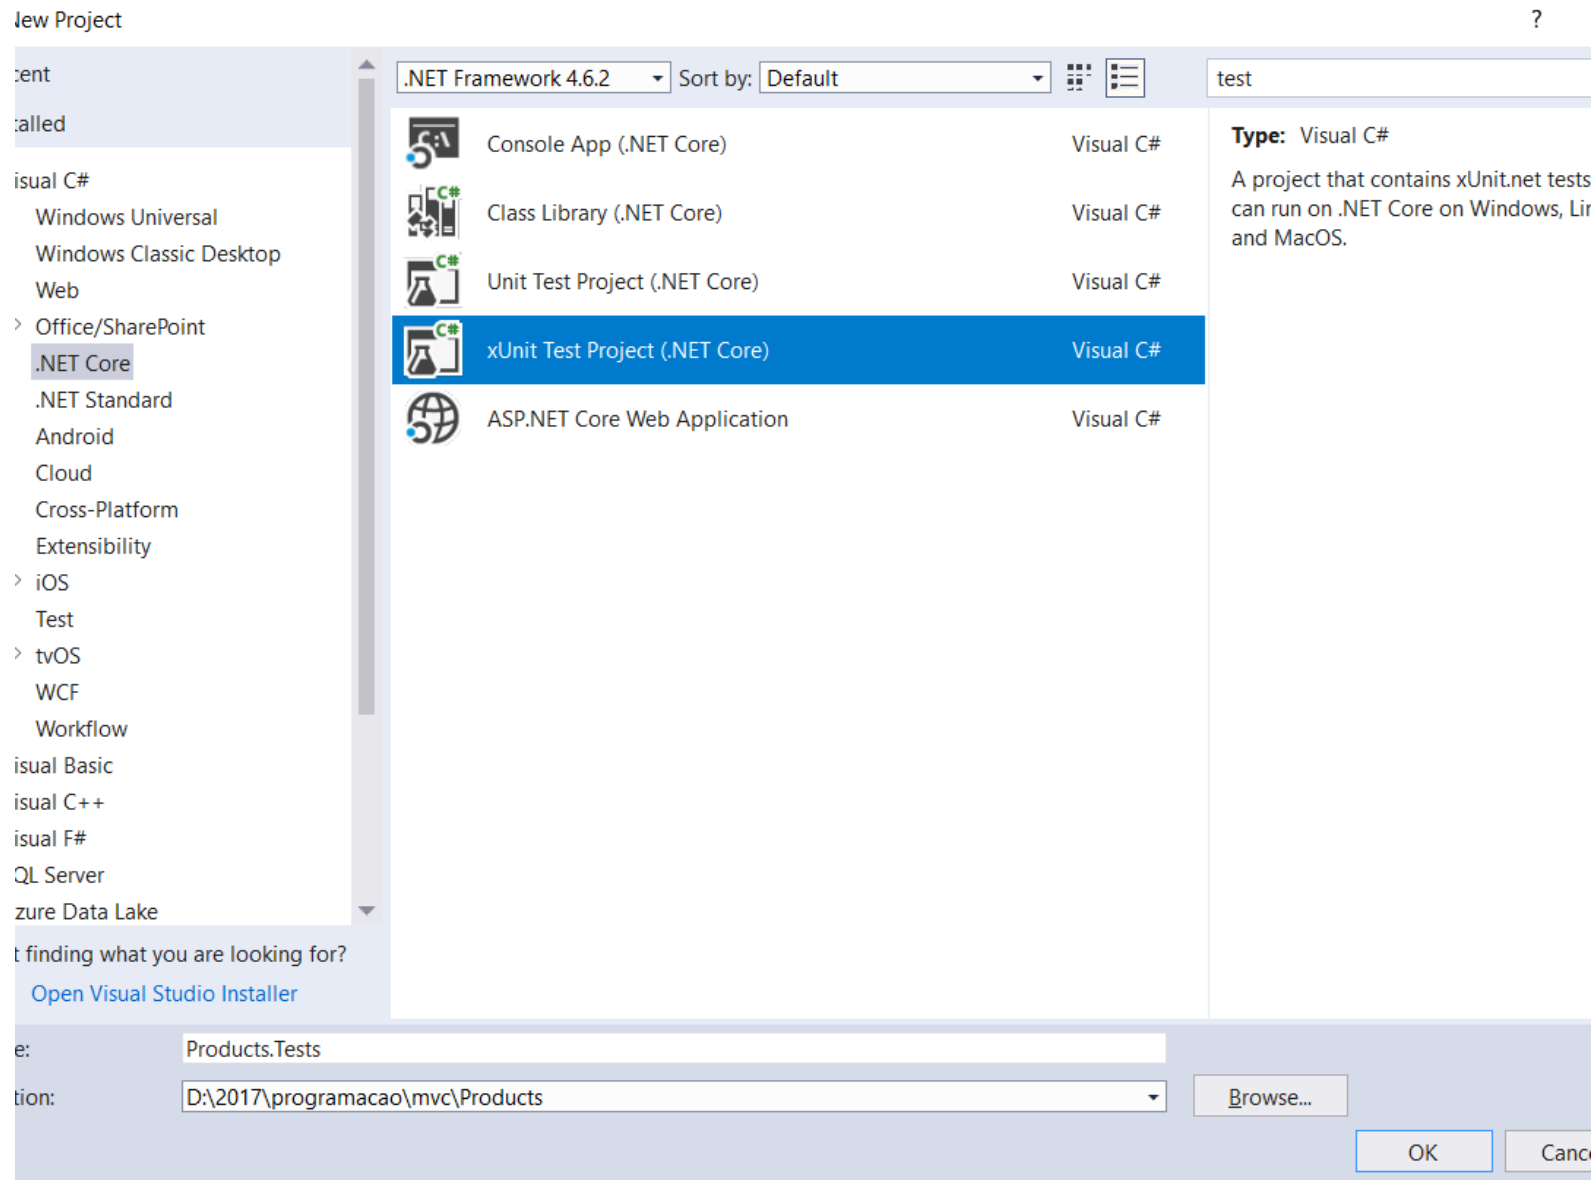 New Project
?
cent
alled
isual C#
Windows Universal
Windows Classic Desktop
Web
Office/SharePoint
.NET Core
.NET Standard
Android
Cloud
Cross-Platform
Extensibility
iOS
Test
tvOS
WCF
Workflow
isual Basic
isual C++
isual F#
QL Server
zure Data Lake
t finding what you are looking for?
Open Visual Studio Installer
.NET Framework 4.6.2
Sort by: Default
test
Console App (.NET Core) Visual C#
Class Library (.NET Core) Visual C#
Unit Test Project (.NET Core) Visual C#
xUnit Test Project (.NET Core) Visual C#
ASP.NET Core Web Application Visual C#
Type: Visual C#
A project that contains xUnit.net tests
can run on .NET Core on Windows, Lin
and MacOS.
e: Products.Tests
tion: D:\2017\programacao\mvc\Products
Browse...
OK
Cance